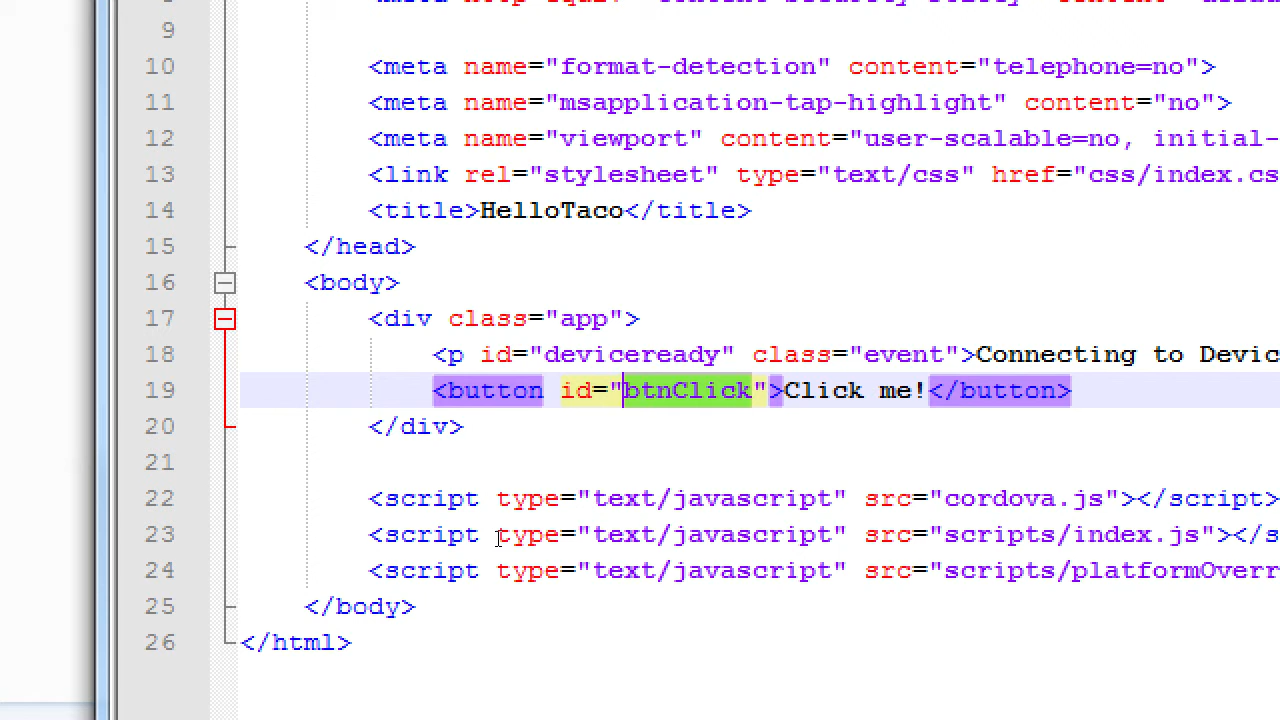 9
10 <meta name="format-detection" content="telephone=no">
11 <meta name="msapplication-tap-highlight" content="no">
12 <meta name="viewport" content="user-scalable=no, initial-
13 <link rel="stylesheet" type="text/css" href="css/index.cs
14 <title>HelloTaco</title>
15 </head>
16 <body>
17 <div class="app">
18 <p id="deviceready" class="event">Connecting to Devic
19 <button id="btnClick">Click me!</button>
20 </div>
21
22 <script type="text/javascript" src="cordova.js"></script>
23 <script type="text/javascript" src="scripts/index.js"></s
24 <script type="text/javascript" src="scripts/platformOverr
25 </body>
26 </html>